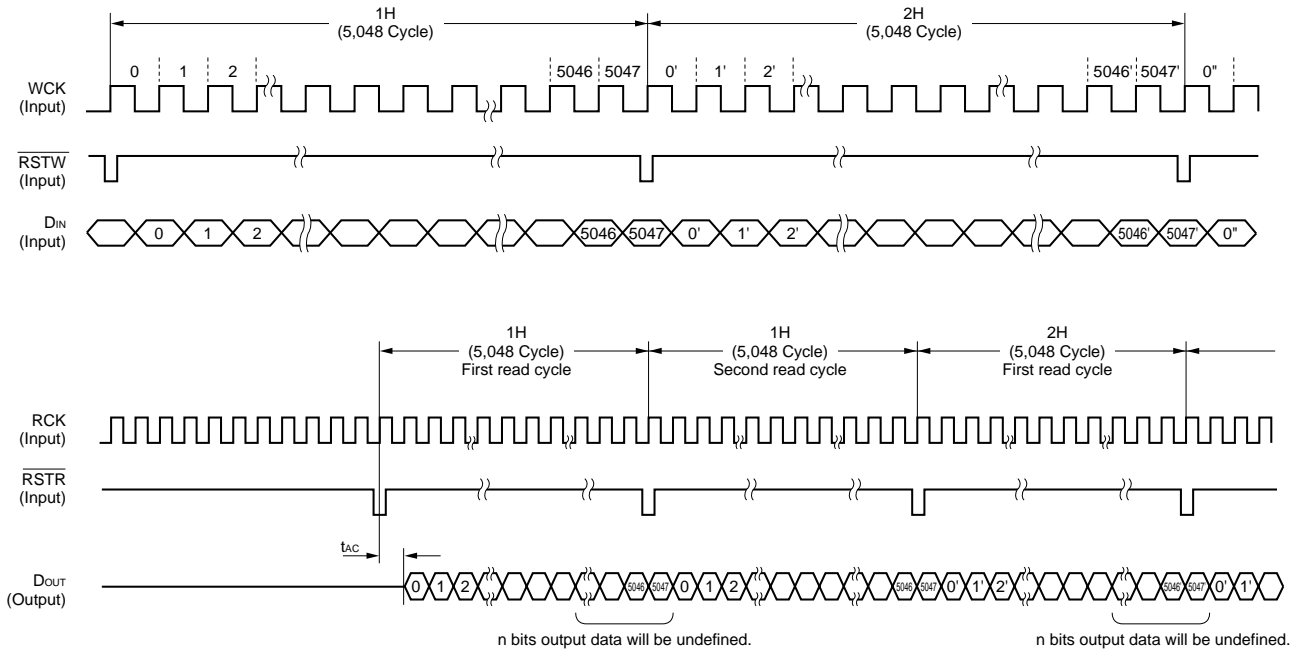 1H
(5,048 Cycle)
2H
(5,048 Cycle)
WCK
(Input)
0 1 2 5046 5047 0' 1' 2' 5046' 5047' 0"
RSTW
(Input)
DIN
(Input)
0 1 2 5046 5047 0' 1' 2' 5046' 5047' 0"
1H
(5,048 Cycle)
First read cycle
1H
(5,048 Cycle)
Second read cycle
2H
(5,048 Cycle)
First read cycle
RCK
(Input)
RSTR
(Input)
tAC
DOUT
(Output)
0 1 2 5046 5047 0 1 2 5046 5047 0' 1' 2' 5046' 5047' 0' 1'
n bits output data will be undefined.
n bits output data will be undefined.